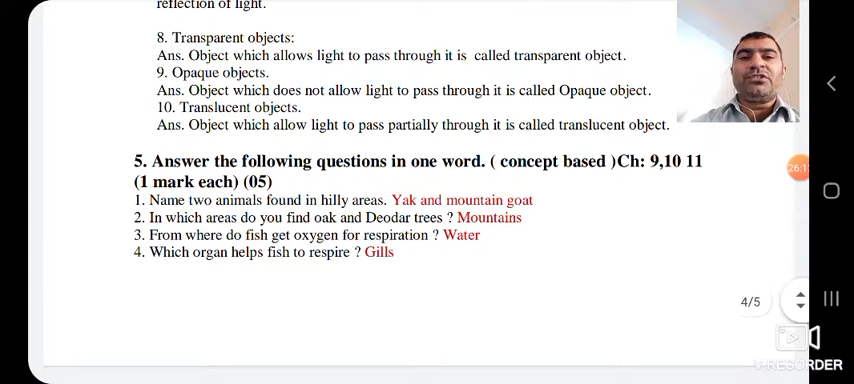 reflection of light.
8. Transparent objects:
Ans. Object which allows light to pass through it is called transparent object.
9. Opaque objects.
Ans. Object which does not allow light to pass through it is called Opaque object.
10. Translucent objects.
Ans. Object which allow light to pass partially through it is called translucent object.
5. Answer the following questions in one word. ( concept based )Ch: 9,10 11
(1 mark each) (05)
1. Name two animals found in hilly areas. Yak and mountain goat
2. In which areas do you find oak and Deodar trees ? Mountains
3. From where do fish get oxygen for respiration ? Water
4. Which organ helps fish to respire ? Gills
4/5
V-RECORDER